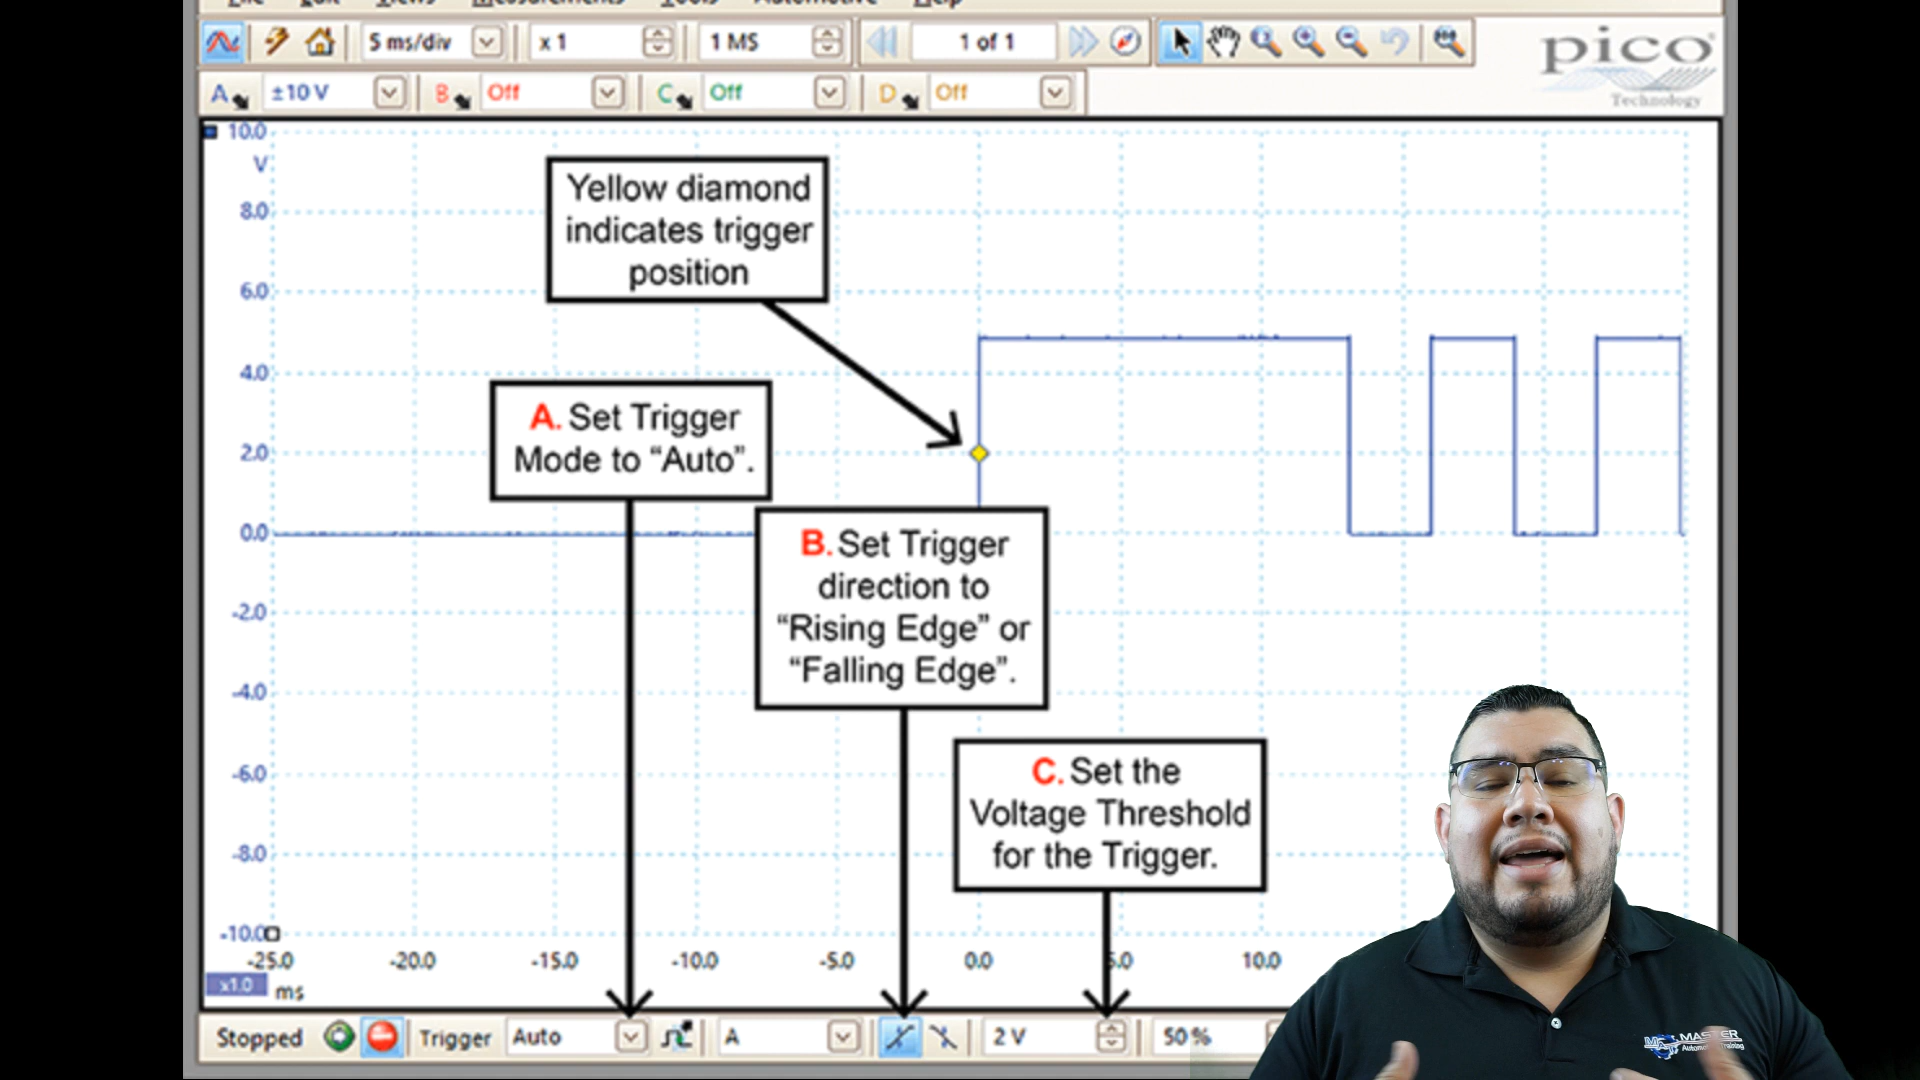 5 ms/div x 1 1 MS 1 of 1
pico
Technology
A ±10 V B Off C Off D Off
10.0
V
8.0
6.0
4.0
2.0
0.0
-2.0
-4.0
-6.0
-8.0
-10.0
Yellow diamond
indicates trigger
position
A. Set Trigger
Mode to “Auto”.
B. Set Trigger
direction to
“Rising Edge” or
“Falling Edge”.
C. Set the
Voltage Threshold
for the Trigger.
-25.0 -20.0 -15.0 -10.0 -5.0 0.0 5.0 10.0
x1.0 ms
Stopped Trigger Auto A 2 V 50 %
MASTER